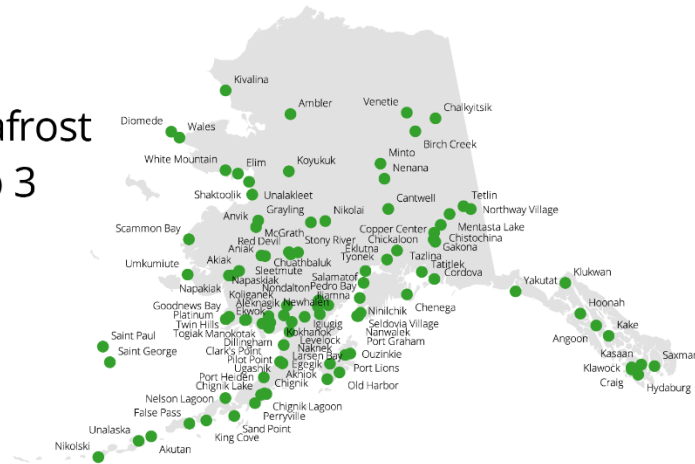 afrost
3
Kivalina
Ambler
Venetie
Chalkyitsik
Diomede
Wales
Birch Creek
Minto
White Mountain
Elim
Koyukuk
Nenana
Shaktoolik
Unalakleet
Cantwell
Tetlin
Anvik
Grayling
Nikolai
Northway Village
Scammon Bay
McGrath
Copper Center
Mentasta Lake
Red Devil
Stony River
Chickaloon
Chistochina
Aniak
Eklutna
Gakona
Umkumiute
Akiak
Chuathbaluk
Tyonek
Tazlina
Sleetmute
Salamatof
Tatitlek
Klukwan
Napakiak
Napaskiak
Nondalton
Pedro Bay
Cordova
Yakutat
Koliganek
Iliamna
Goodnews Bay
Aleknagik
Newhalen
Chenega
Hoonah
Platinum
Ekwok
Ninilchik
Twin Hills
Igiugig
Seldovia Village
Kake
Togiak
Manokotak
Kokhanok
Nanwalek
Angoon
Saint Paul
Dillingham
Levelock
Port Graham
Kasaan
Saint George
Clark's Point
Naknek
Saxman
Pilot Point
Larsen Bay
Ouzinkie
Ugashik
Egegik
Port Lions
Klawock
Port Heiden
Akhiok
Craig
Chignik Lake
Chignik
Old Harbor
Hydaburg
Nelson Lagoon
Chignik Lagoon
False Pass
Perryville
Unalaska
Sand Point
King Cove
Nikolski
Akutan